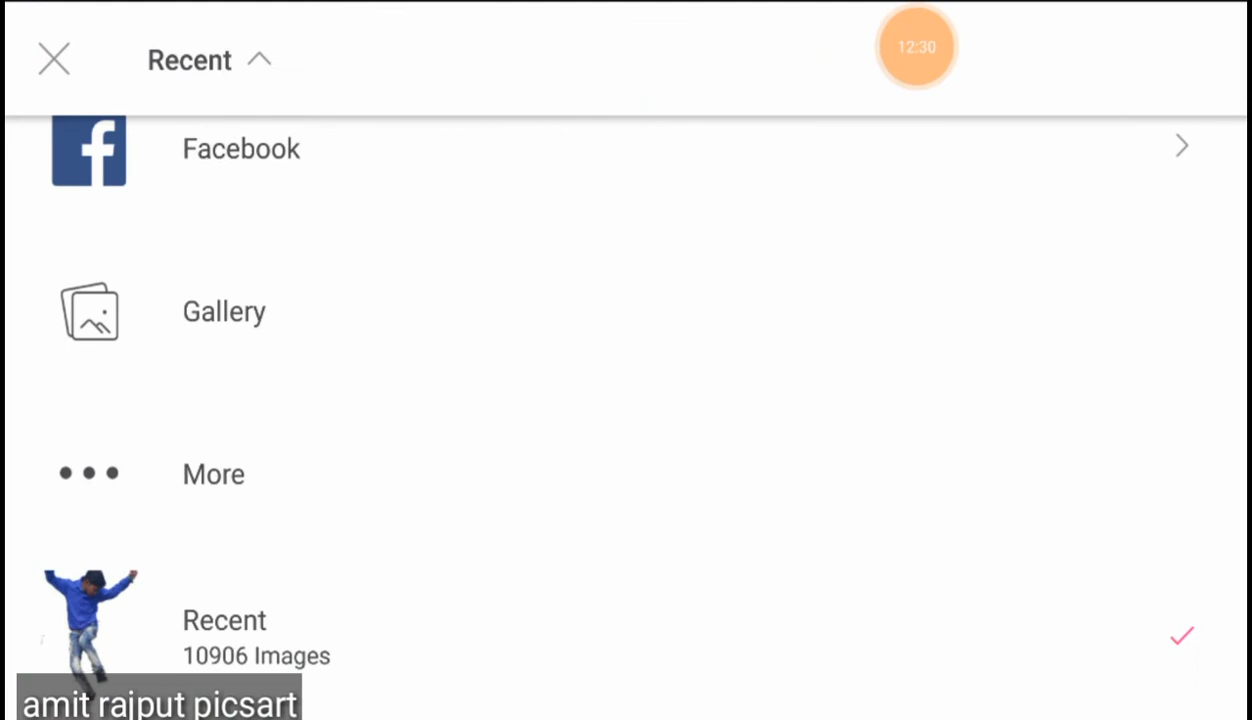 Recent
12:30
Facebook
Gallery
More
Recent
10906 Images
amit rajput picsart